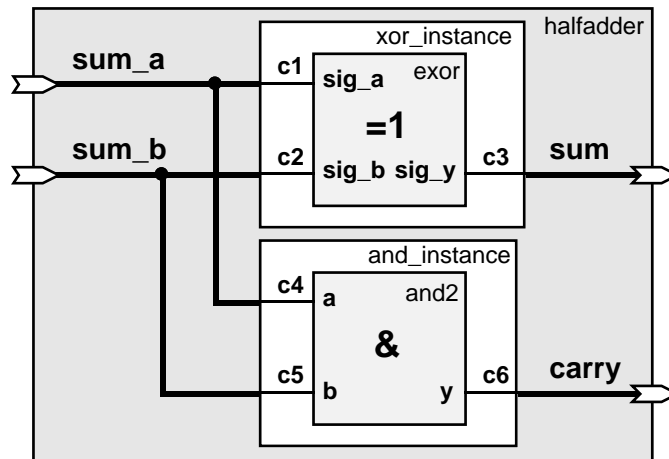 halfadder
xor_instance
sum_a
c1
exor
sig_a
=1
sum_b
c2
sig_b
sig_y
c3
sum
and_instance
c4
and2
a
&
c5
b
y
c6
carry